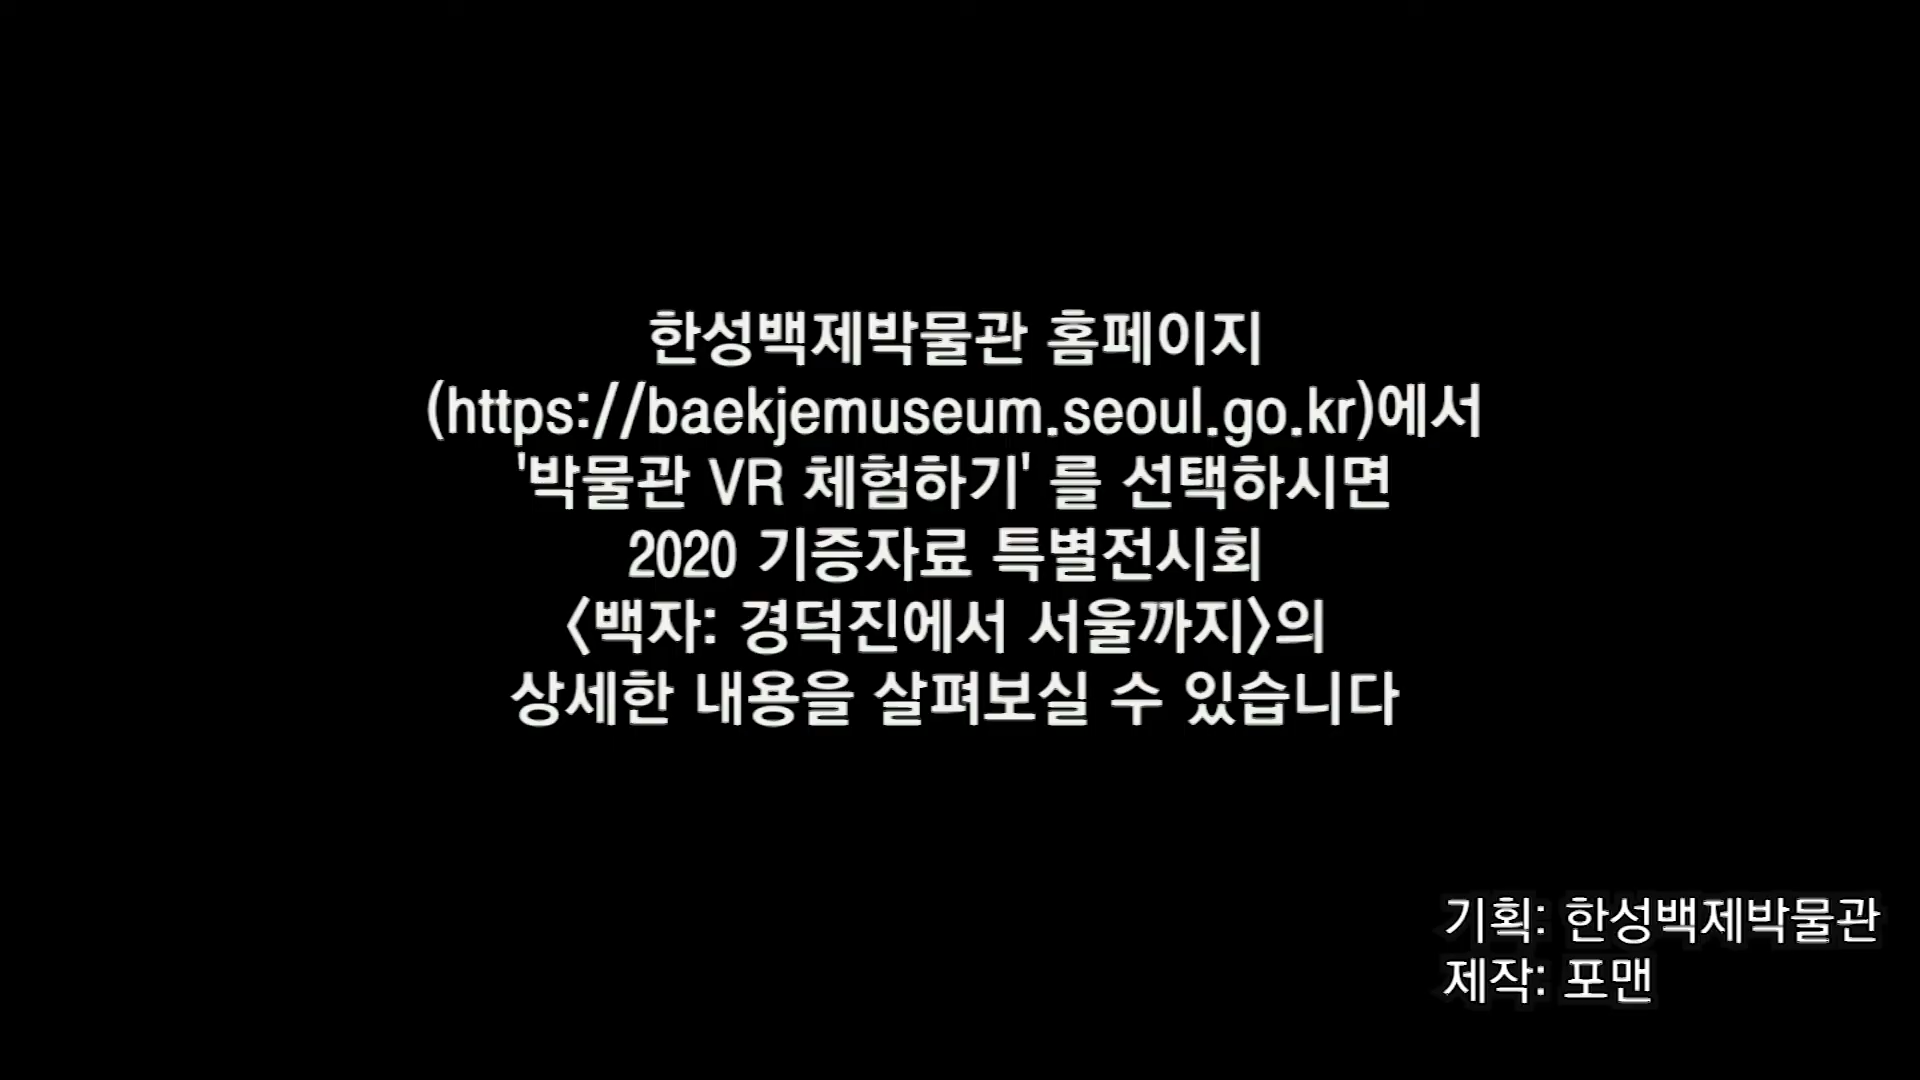 한성백제박물관 홈페이지
(https://baekjemuseum.seoul.go.kr)에서
'박물관 VR 체험하기' 를 선택하시면
2020 기증자료 특별전시회
<백자: 경덕진에서 서울까지>의
상세한 내용을 살펴보실 수 있습니다
기획: 한성백제박물관
제작: 포맨